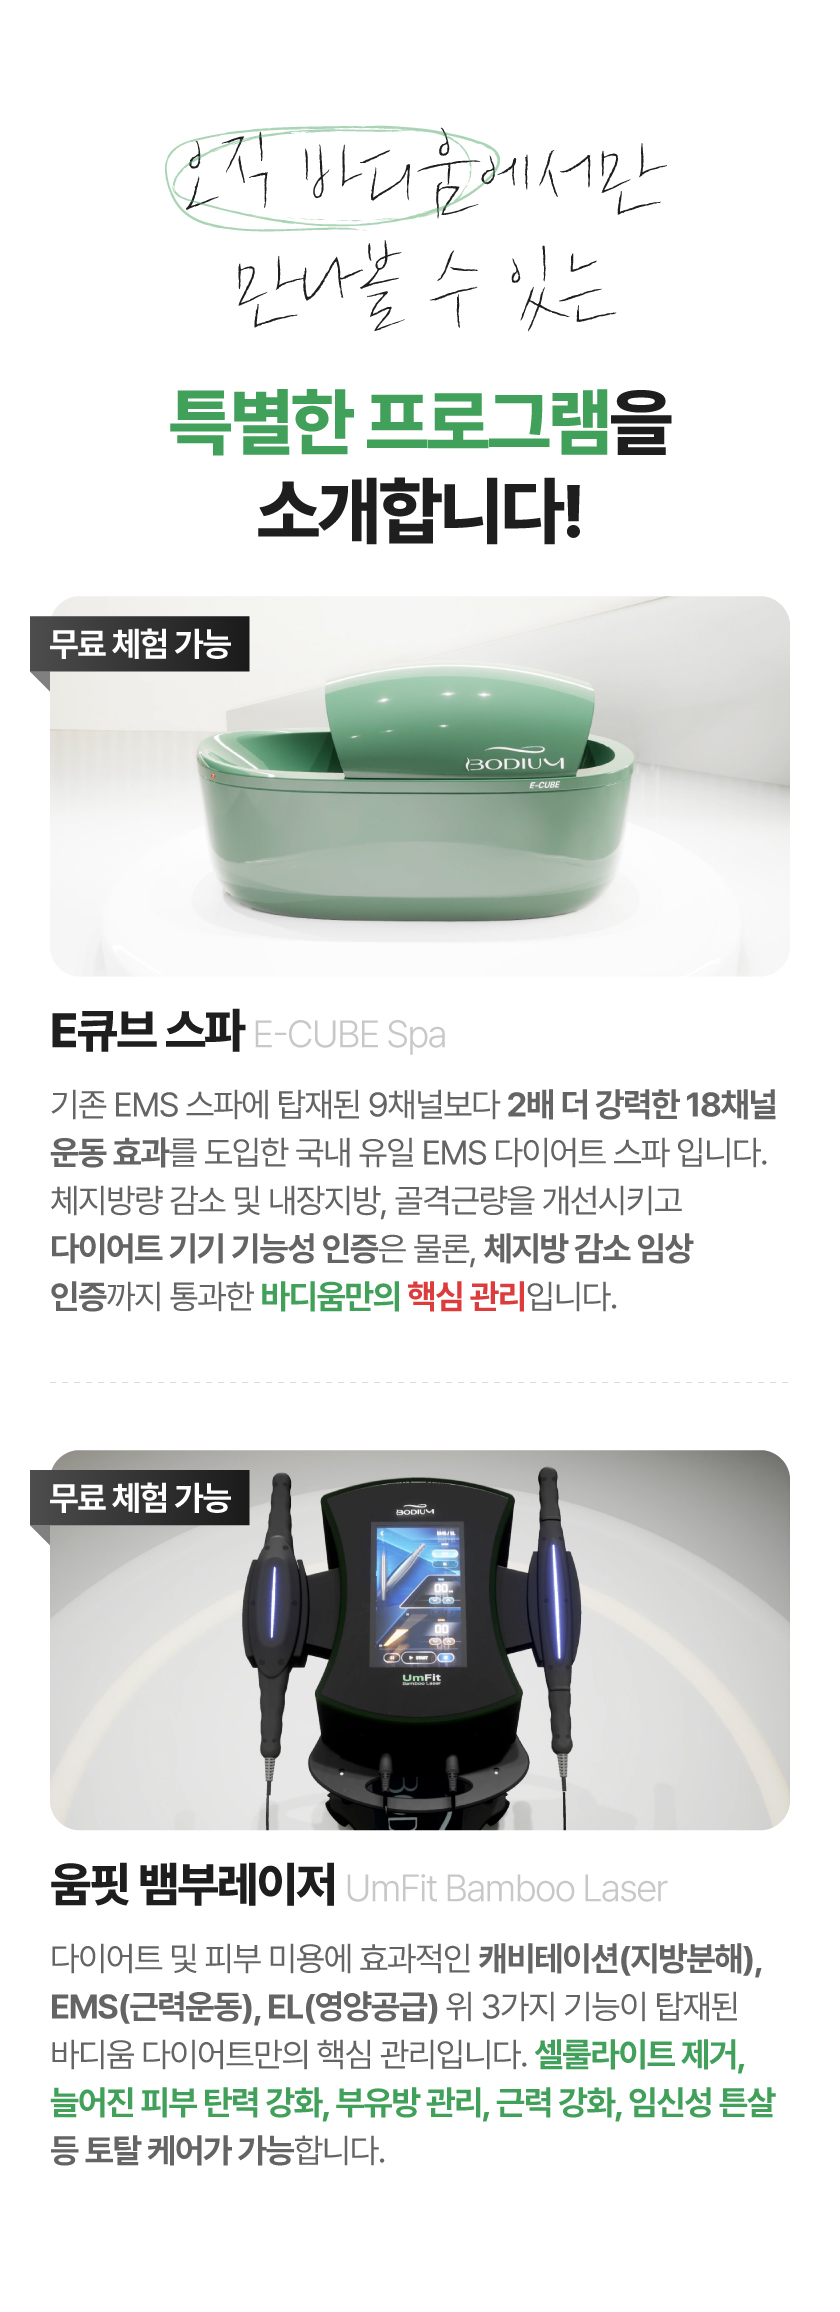 오직 바디움에서만
만나볼 수 있는
특별한 프로그램을
소개합니다!
무료 체험 가능
BODIUM
E-CUBE
E큐브 스파 E-CUBE Spa
기존 EMS 스파에 탑재된 9채널보다 2배 더 강력한 18채널
운동 효과를 도입한 국내 유일 EMS 다이어트 스파 입니다.
체지방량 감소 및 내장지방, 골격근량을 개선시키고
다이어트 기기 기능성 인증은 물론, 체지방 감소 임상
인증까지 통과한 바디움만의 핵심 관리입니다.
무료 체험 가능
BODIUM
00
00
START
UmFit
Bamboo Laser
BOD
움핏 뱀부레이저 UmFit Bamboo Laser
다이어트 및 피부 미용에 효과적인 캐비테이션(지방분해),
EMS(근력운동), EL(영양공급) 위 3가지 기능이 탑재된
바디움 다이어트만의 핵심 관리입니다. 셀룰라이트 제거,
늘어진 피부 탄력 강화, 부유방 관리, 근력 강화, 임신성 튼살
등 토탈 케어가 가능합니다.